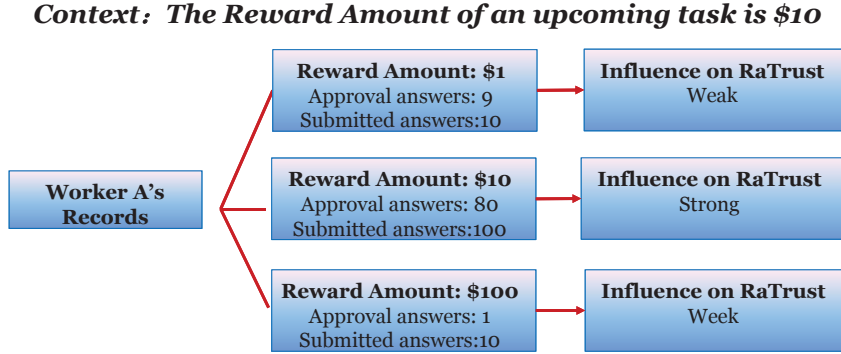 Context: The Reward Amount of an upcoming task is $10
Reward Amount: $1
Approval answers: 9
Submitted answers:10
Influence on RaTrust
Weak
Worker A's
Records
Reward Amount: $10
Approval answers: 80
Submitted answers:100
Influence on RaTrust
Strong
Reward Amount: $100
Approval answers: 1
Submitted answers:10
Influence on RaTrust
Week